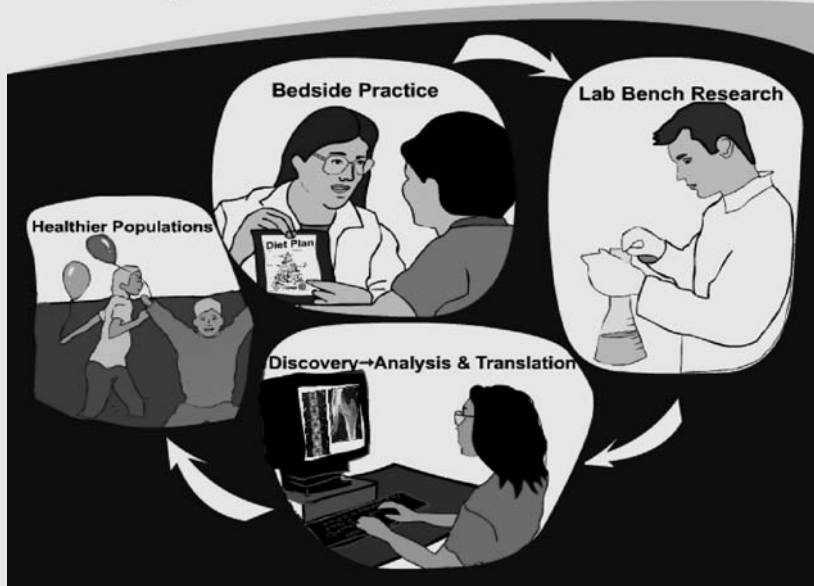 Bedside Practice
Lab Bench Research
Healthier Populations
Diet Plan
Discovery→Analysis & Translation